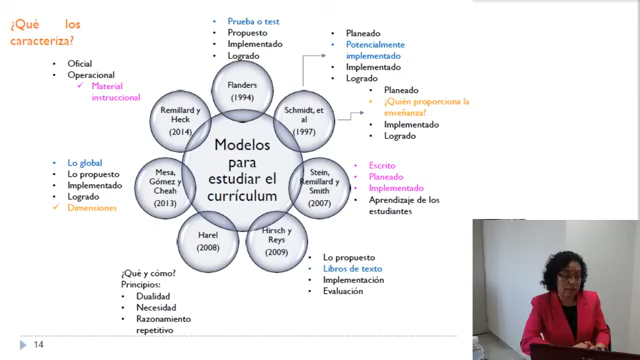 ¿Qué los
caracteriza?
• Prueba o test
• Propuesto
• Implementado
• Logrado
• Planeado
• Potencialmente
implementado
• Implementado
• Logrado
• Oficial
• Operacional
✓ Material
instruccional
• Planeado
• ¿Quién proporciona la
enseñanza?
• Implementado
• Logrado
Flanders
(1994)
Remillard y
Heck
(2014)
Schmidt, et
al
(1997)
Modelos
para
estudiar el
currículum
• Lo global
• Lo propuesto
• Implementado
• Logrado
✓ Dimensiones
Mesa,
Gómez y
Cheah
(2013)
Stein,
Remillard y
Smith
(2007)
• Escrito
• Planeado
• Implementado
• Aprendizaje de los
estudiantes
Harel
(2008)
Hirsch y
Reys
(2009)
• Lo propuesto
• Libros de texto
• Implementación
• Evaluación
¿Qué y cómo?
Principios:
• Dualidad
• Necesidad
• Razonamiento
repetitivo
14